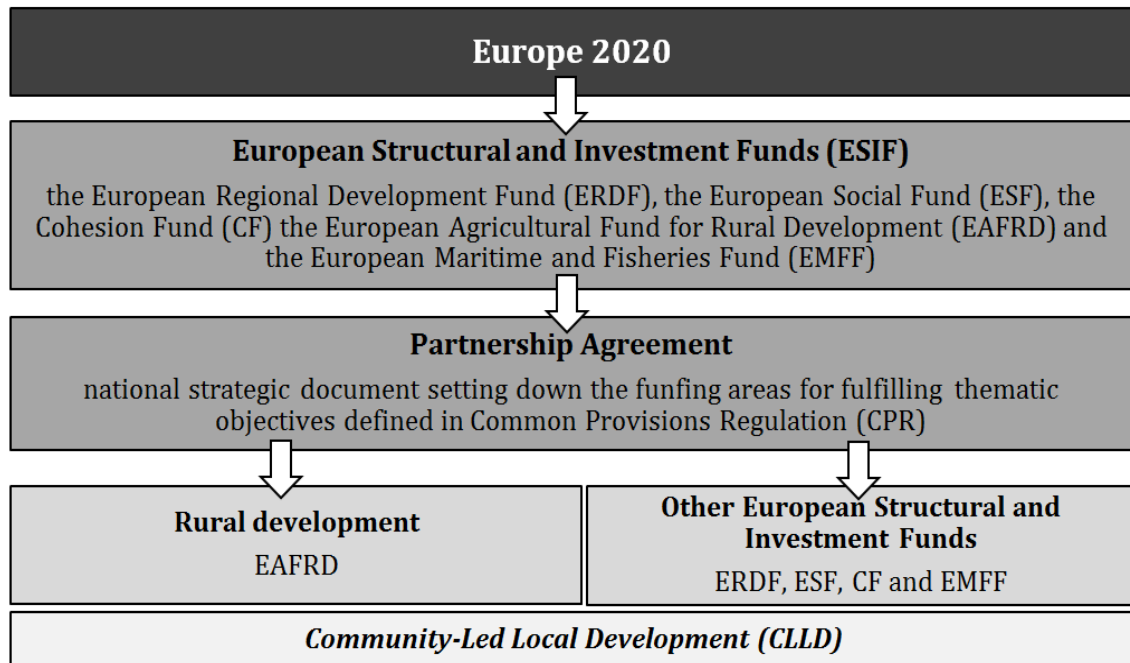 Europe 2020
European Structural and Investment Funds (ESIF)
the European Regional Development Fund (ERDF), the European Social Fund (ESF), the
Cohesion Fund (CF) the European Agricultural Fund for Rural Development (EAFRD) and
the European Maritime and Fisheries Fund (EMFF)
Partnership Agreement
national strategic document setting down the funfing areas for fulfilling thematic
objectives defined in Common Provisions Regulation (CPR)
Rural development
EAFRD
Other European Structural and
Investment Funds
ERDF, ESF, CF and EMFF
Community-Led Local Development (CLLD)